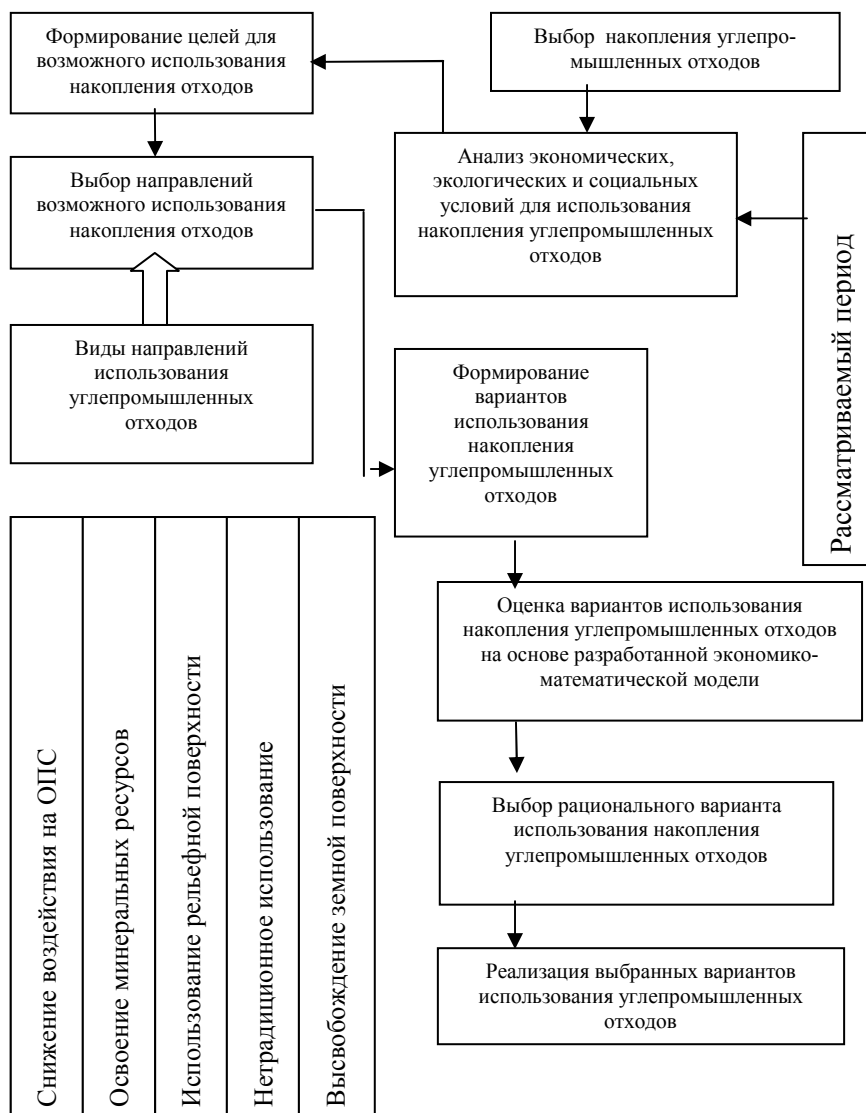 Формирование целей для
возможного использования
накопления отходов
Выбор накопления углепро-
мышленных отходов
Выбор направлений
возможного использования
накопления отходов
Анализ экономических,
экологических и социальных
условий для использования
накопления углепромышленных
отходов
Рассматриваемый период
Виды направлений
использования
углепромышленных
отходов
Формирование
вариантов
использования
накопления
углепромышленных
отходов
Снижение воздействия на ОПС
Освоение минеральных ресурсов
Использование рельефной поверхности
Нетрадиционное использование
Высвобождение земной поверхности
Оценка вариантов использования
накопления углепромышленных отходов
на основе разработанной экономико-
математической модели
Выбор рационального варианта
использования накопления
углепромышленных отходов
Реализация выбранных вариантов
использования углепромышленных
отходов